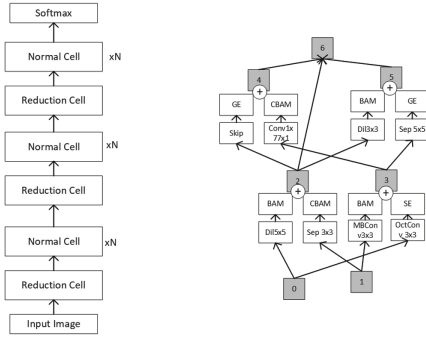 Softmax
Normal Cell xN
Reduction Cell
Normal Cell xN
Reduction Cell
Normal Cell xN
Reduction Cell
Input Image
6
4
5
+
+
GE
CBAM
BAM
GE
Skip
Conv1x
77x1
Dil3x3
Sep 5x5
2
3
+
+
BAM
CBAM
BAM
SE
Dil5x5
Sep 3x3
MBCon
v3x3
OctCon
v_3x3
0
1